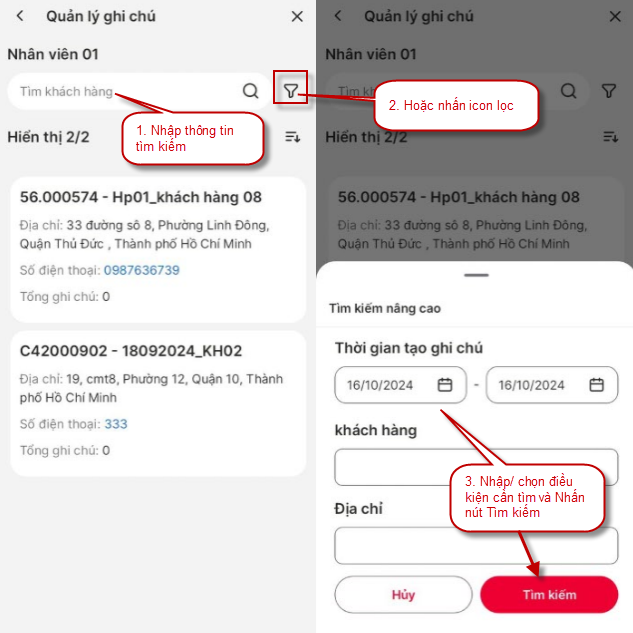 Quản lý ghi chú
Nhân viên 01
Tìm khách hàng
1. Nhập thông tin
tìm kiếm
Hiển thị 2/2
56.000574 - Hp01_khách hàng 08
Địa chỉ: 33 đường sô 8, Phường Linh Đông,
Quận Thủ Đức , Thành phố Hồ Chí Minh
Số điện thoại: 0987636739
Tổng ghi chú: 0
C42000902 - 18092024_KH02
Địa chỉ: 19, cmt8, Phường 12, Quận 10, Thành
phố Hồ Chí Minh
Số điện thoại: 333
Tổng ghi chú: 0
Quản lý ghi chú
Nhân viên 01
Tìm kh
2. Hoặc nhấn icon lọc
Hiển thị 2/2
56.000574 - Hp01_khách hàng 08
Địa chỉ: 33 đường sô 8, Phường Linh Đông,
Quận Thủ Đức , Thành phố Hồ Chí Minh
Tìm kiếm nâng cao
Thời gian tạo ghi chú
16/10/2024 - 16/10/2024
khách hàng
3. Nhập/ chọn điều
kiện cần tìm và Nhấn
nút Tìm kiếm
Địa chỉ
Hủy
Tìm kiếm